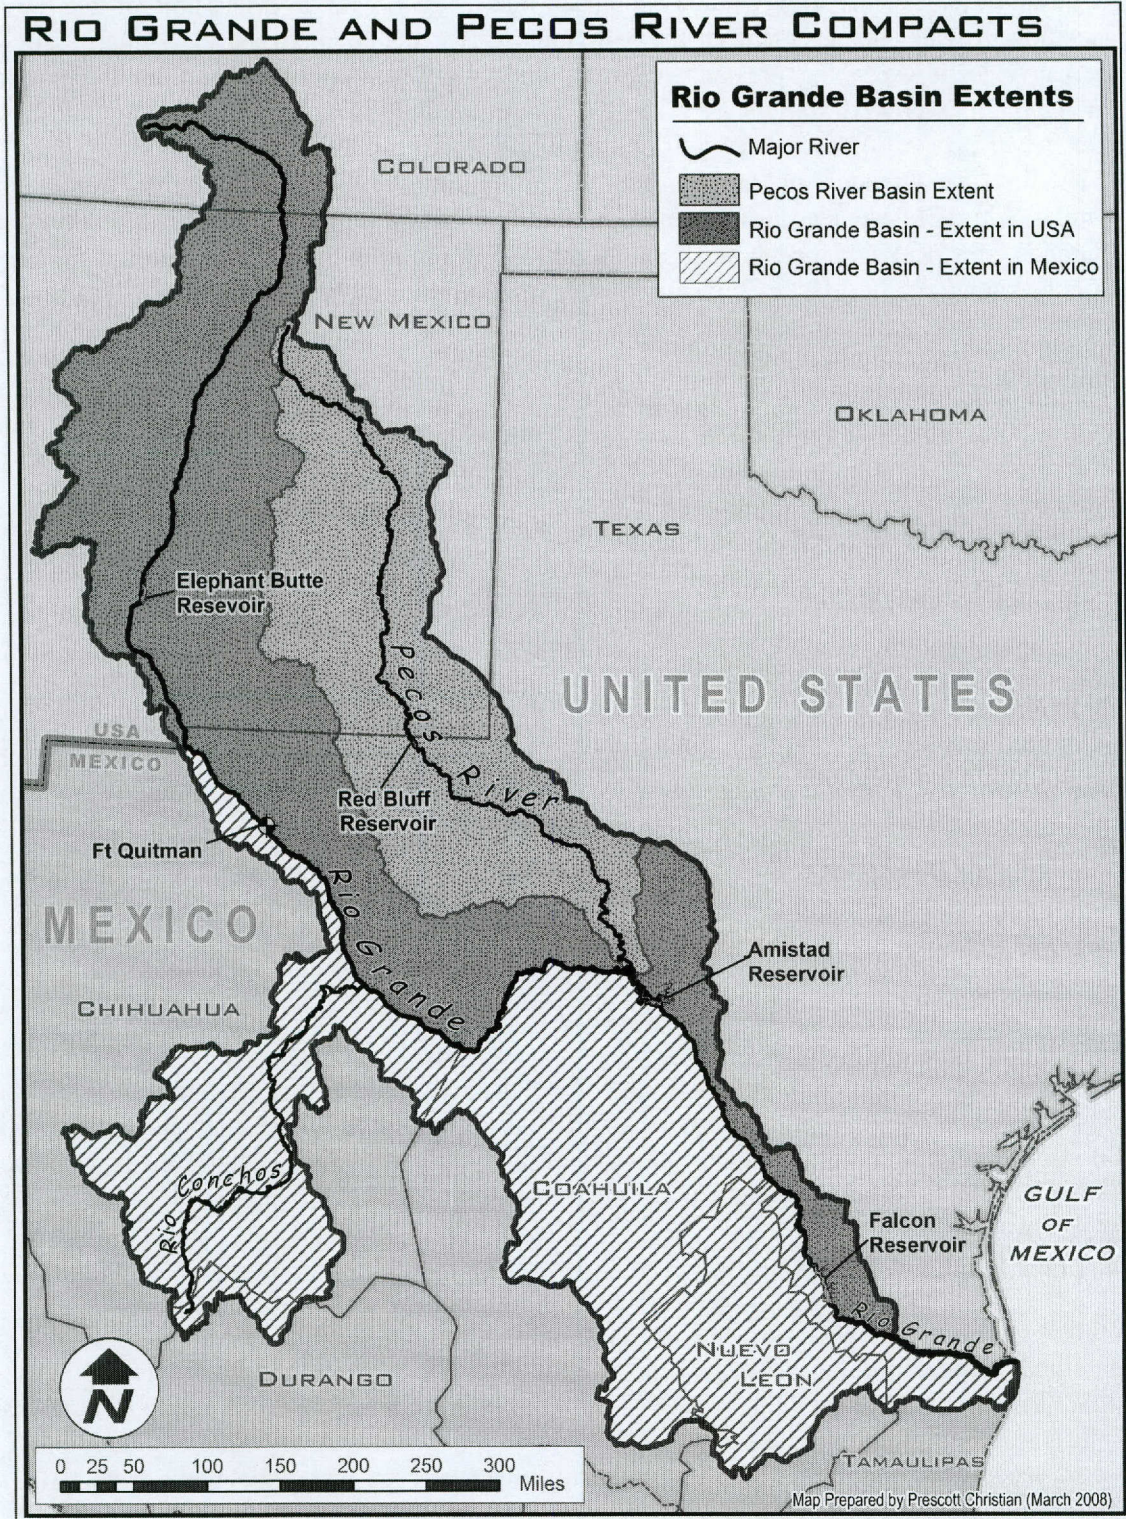 RIO GRANDE AND PECOS RIVER COMPACTS
Rio Grande Basin Extents
Major River
Pecos River Basin Extent
Rio Grande Basin - Extent in USA
Rio Grande Basin - Extent in Mexico
COLORADO
NEW MEXICO
OKLAHOMA
TEXAS
Elephant Butte
Resevoir
Pecos River
UNITED STATES
USA
MEXICO
Red Bluff
Reservoir
Ft Quitman
Rio Grande
MEXICO
Amistad
Reservoir
CHIHUAHUA
Rio Conchos
COAHUILA
GULF
OF
MEXICO
Falcon
Reservoir
Rio Grande
NUEVO
LEON
DURANGO
N
TAMAULIPAS
0 25 50 100 150 200 250 300
Miles
Map Prepared by Prescott Christian (March 2008)